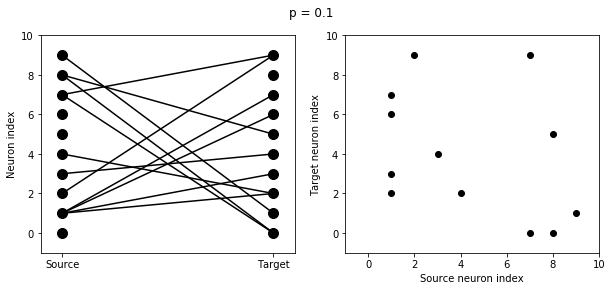 p = 0.1
Neuron index
10
8
6
4
2
0
Source Target
Target neuron index
10
8
6
4
2
0
0 2 4 6 8 10
Source neuron index